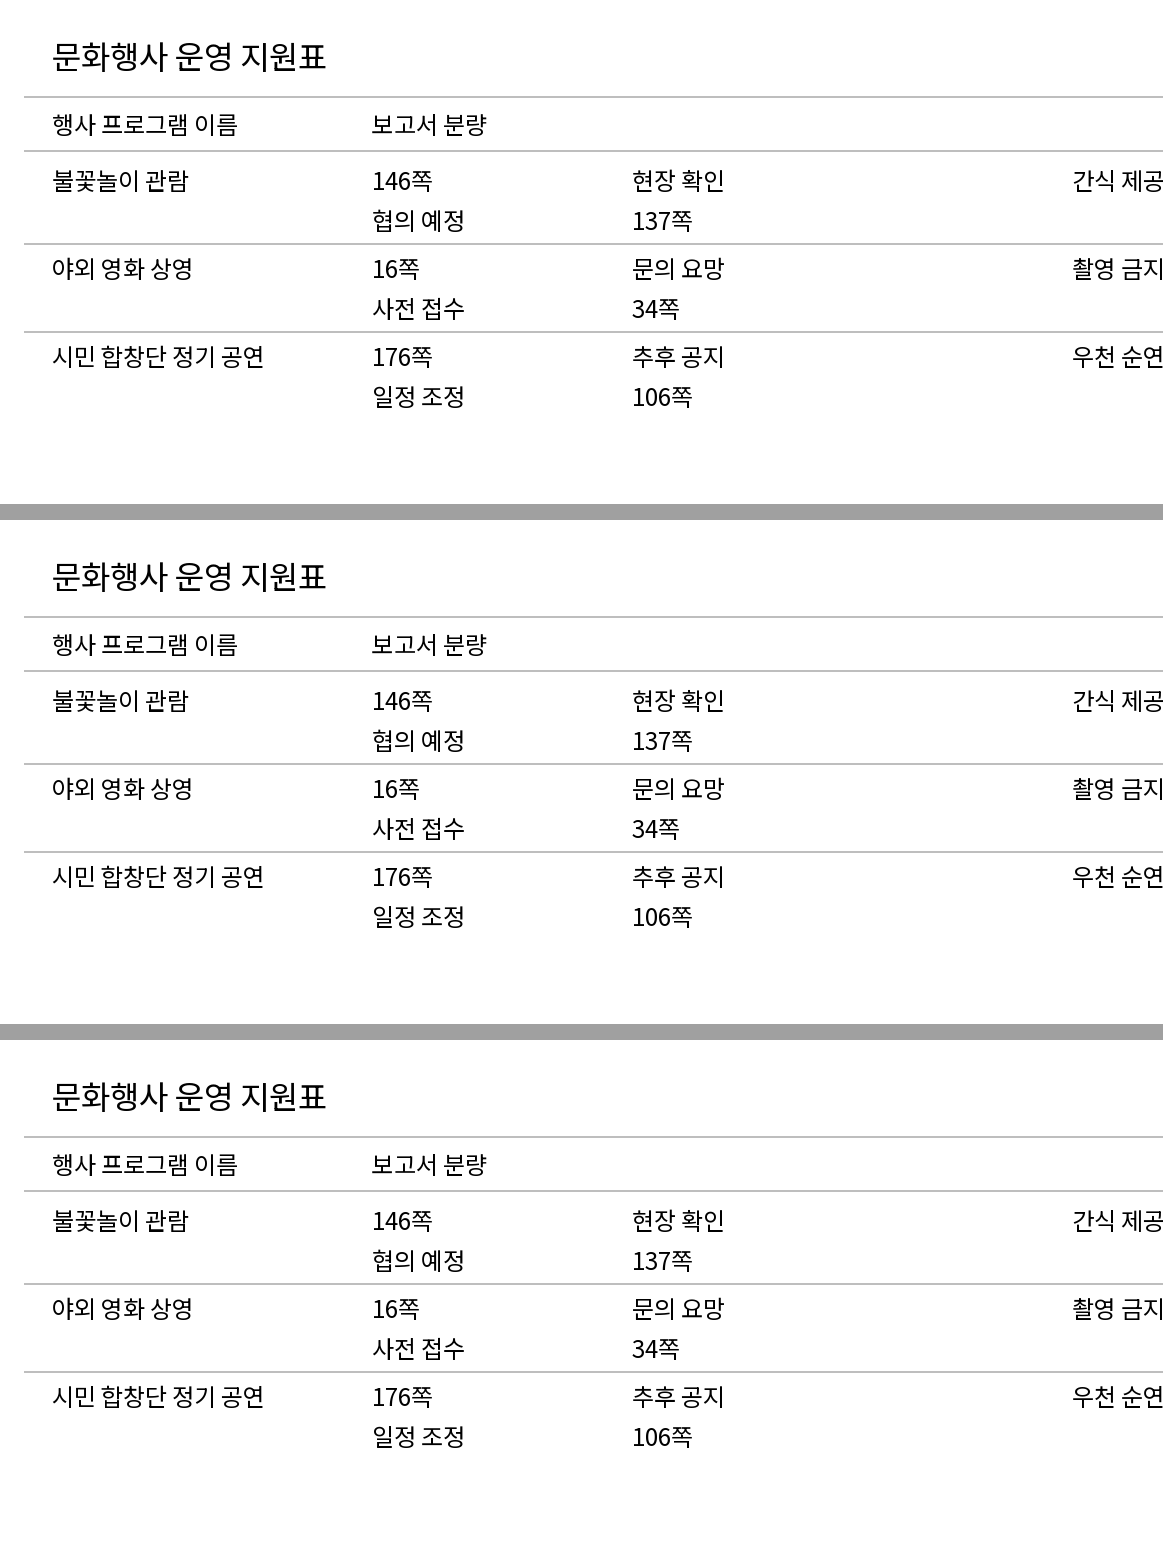 문화행사 운영 지원표
행사 프로그램 이름 보고서 분량
불꽃놀이 관람 146쪽 현장 확인 간식 제공
협의 예정 137쪽
야외 영화 상영 16쪽 문의 요망 촬영 금지
사전 접수 34쪽
시민 합창단 정기 공연 176쪽 추후 공지 우천 순연
일정 조정 106쪽
문화행사 운영 지원표
행사 프로그램 이름 보고서 분량
불꽃놀이 관람 146쪽 현장 확인 간식 제공
협의 예정 137쪽
야외 영화 상영 16쪽 문의 요망 촬영 금지
사전 접수 34쪽
시민 합창단 정기 공연 176쪽 추후 공지 우천 순연
일정 조정 106쪽
문화행사 운영 지원표
행사 프로그램 이름 보고서 분량
불꽃놀이 관람 146쪽 현장 확인 간식 제공
협의 예정 137쪽
야외 영화 상영 16쪽 문의 요망 촬영 금지
사전 접수 34쪽
시민 합창단 정기 공연 176쪽 추후 공지 우천 순연
일정 조정 106쪽